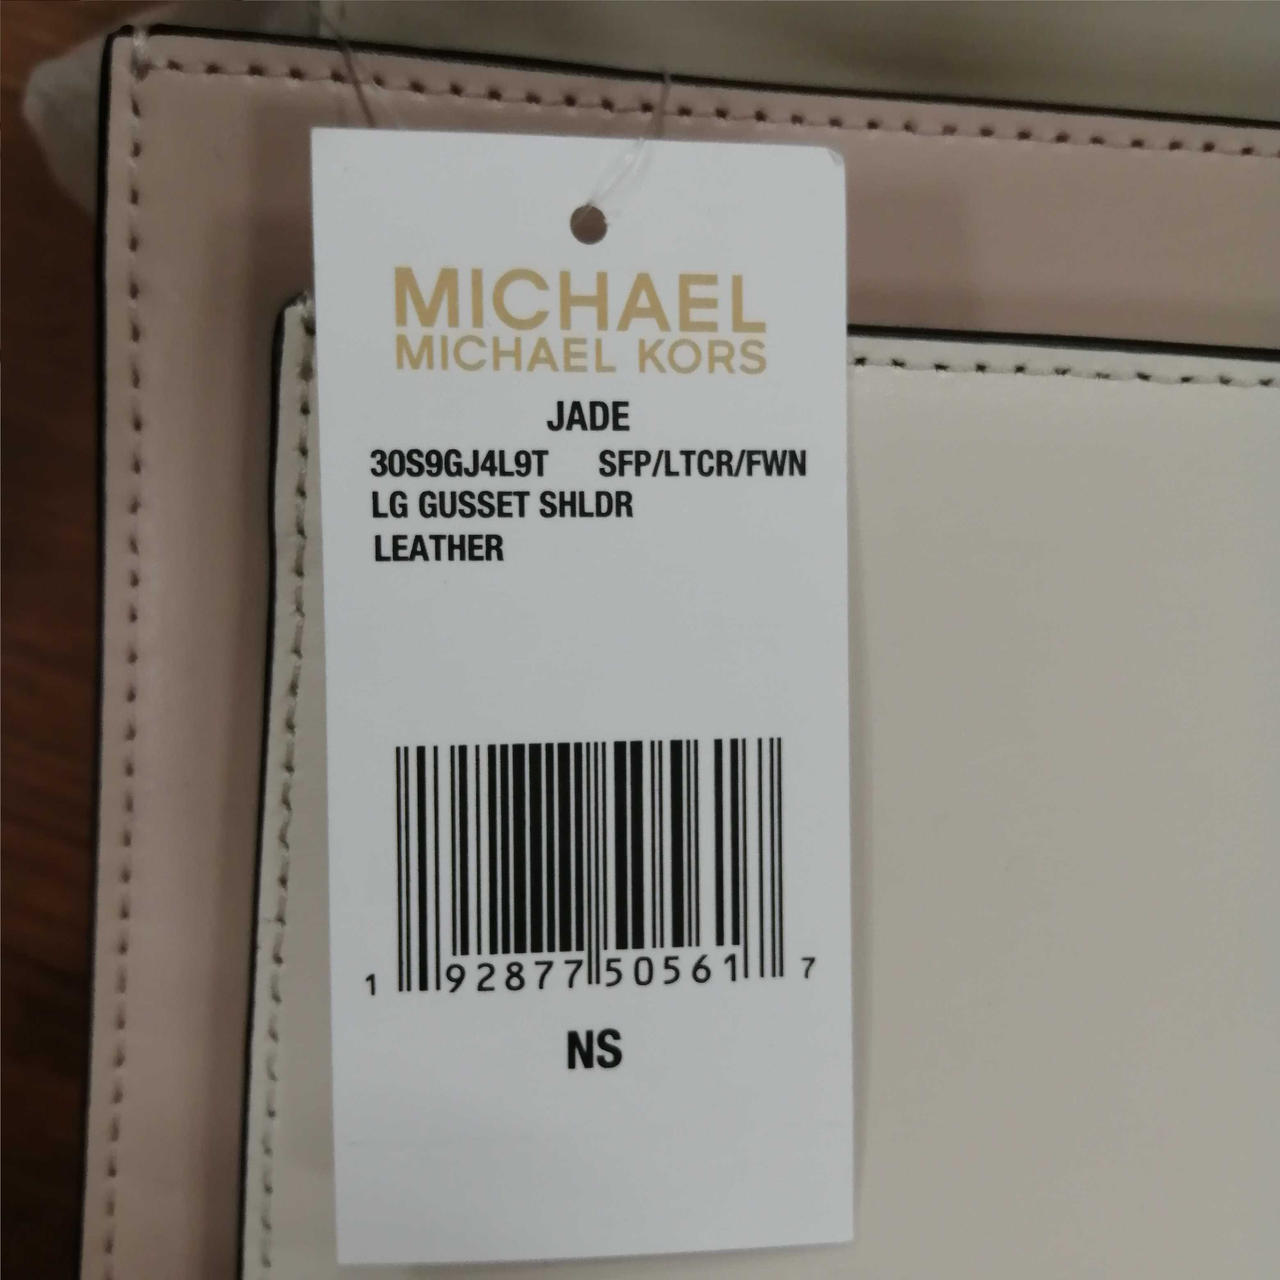 MICHAEL
MICHAEL KORS
JADE
30S9GJ4L9T SFP/LTCR/FWN
LG GUSSET SHLDR
LEATHER
1 92877 50561 7
NS